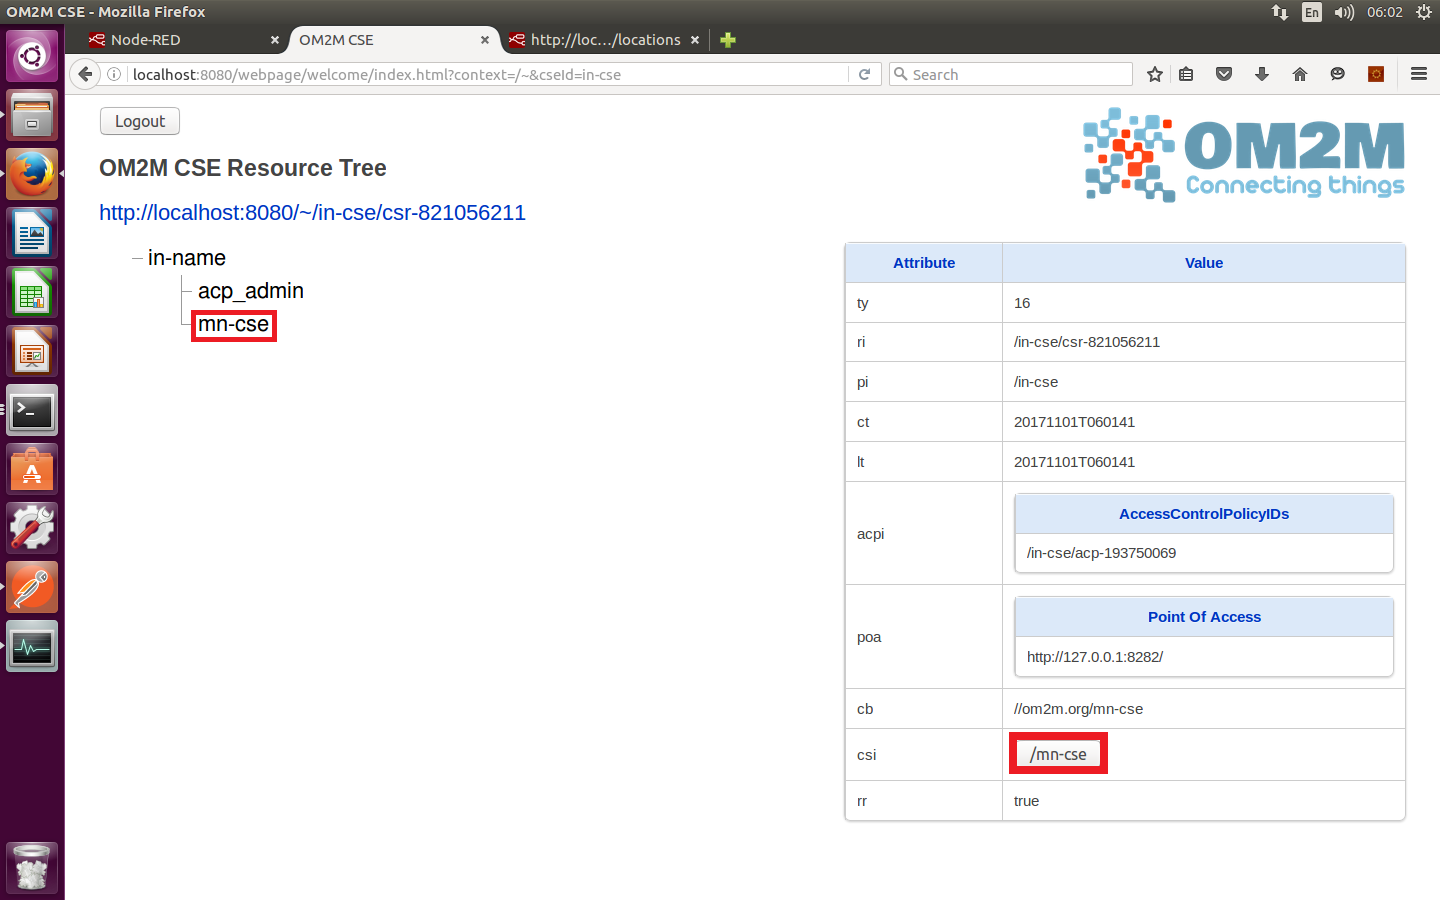 OM2M CSE - Mozilla Firefox
En
06:02
Node-RED
OM2M CSE
http://loc.../locations
localhost:8080/webpage/welcome/index.html?context=/~&cseId=in-cse
Search
Logout
OM2M
Connecting things
OM2M CSE Resource Tree
http://localhost:8080/~/in-cse/csr-821056211
in-name
acp_admin
mn-cse
Attribute Value
ty 16
ri /in-cse/csr-821056211
pi /in-cse
ct 20171101T060141
lt 20171101T060141
acpi
AccessControlPolicyIDs
/in-cse/acp-193750069
poa
Point Of Access
http://127.0.0.1:8282/
cb //om2m.org/mn-cse
csi /mn-cse
rr true